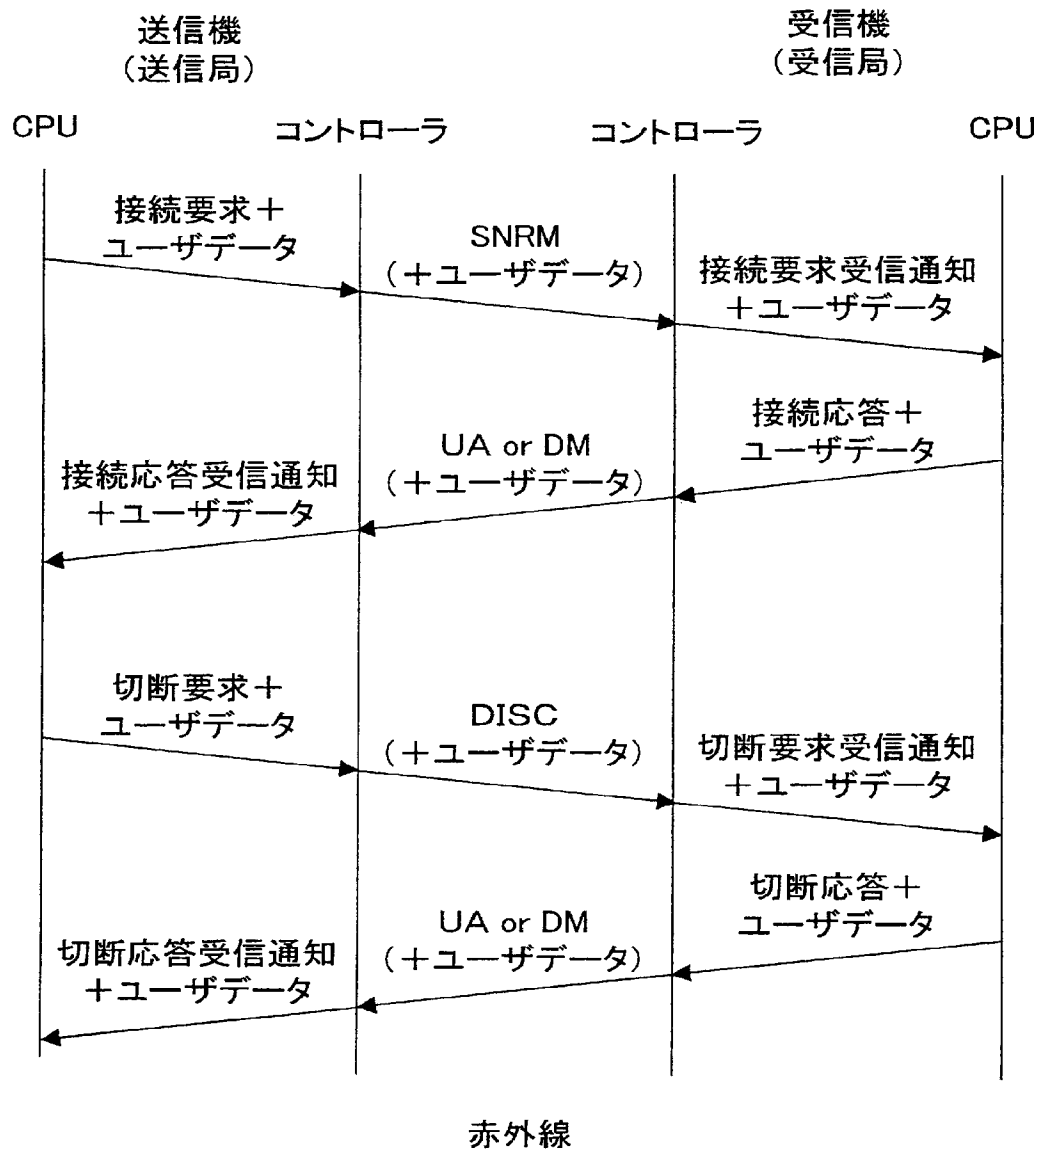 送信機
（送信局）
受信機
（受信局）
CPU
コントローラ
コントローラ
CPU
接続要求＋
ユーザデータ
SNRM
（＋ユーザデータ）
接続要求受信通知
＋ユーザデータ
接続応答＋
ユーザデータ
UA or DM
（＋ユーザデータ）
接続応答受信通知
＋ユーザデータ
切断要求＋
ユーザデータ
DISC
（＋ユーザデータ）
切断要求受信通知
＋ユーザデータ
切断応答＋
ユーザデータ
UA or DM
（＋ユーザデータ）
切断応答受信通知
＋ユーザデータ
赤外線